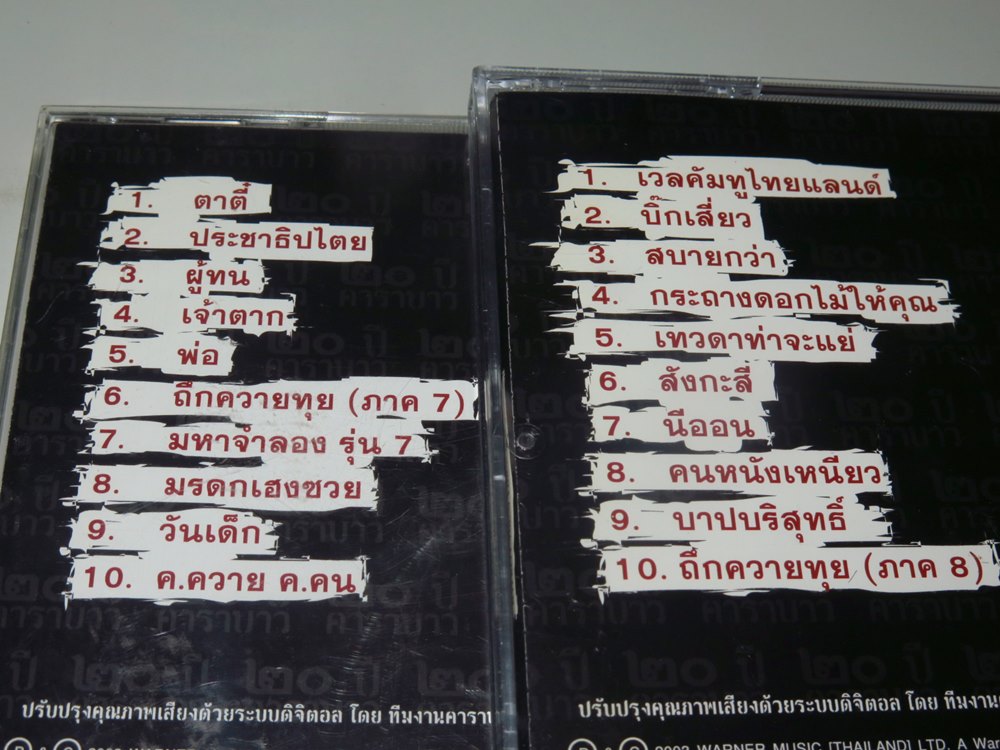 1. ตาตี๋
2. ประชาธิปไตย
3. ผู้ทน
4. เจ้าตาก
5. พ่อ
6. ถึกควายทุย (ภาค 7)
7. มหาจำลอง รุ่น 7
8. มรดกเฮงซวย
9. วันเด็ก
10. ค.ควาย ค.คน
ปรับปรุงคุณภาพเสียงด้วยระบบดิจิตอล โดย ทีมงานคารา
1. เวลคัมทูไทยแลนด์
2. บิ๊กเสี่ยว
3. สบายกว่า
4. กระถางดอกไม้ให้คุณ
5. เทวดาท่าจะแย่
6. สังกะสี
7. นีออน
8. คนหนังเหนียว
9. บาปบริสุทธิ์
10. ถึกควายทุย (ภาค 8)
ปรับปรุงคุณภาพเสียงด้วยระบบดิจิตอล โดย ทีมงาน
WARNER MUSIC [THAILAND] LTD. A War